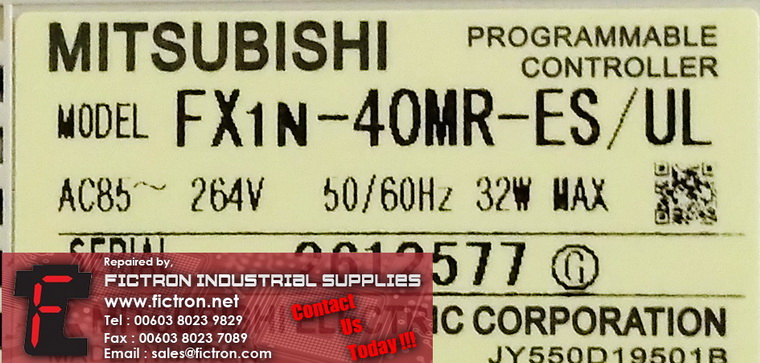 MITSUBISHI
PROGRAMMABLE
CONTROLLER
MODEL FX1N-40MR-ES/UL
AC85~ 264V 50/60Hz 32W MAX
SERIAL 577 G
IC CORPORATION
JY550D19501B
Repaired by,
FICTRON INDUSTRIAL SUPPLIES
www.fictron.net
Tel : 00603 8023 9829
Fax : 00603 8023 7089
Email : sales@fictron.com
Contact
Us
Today !!!